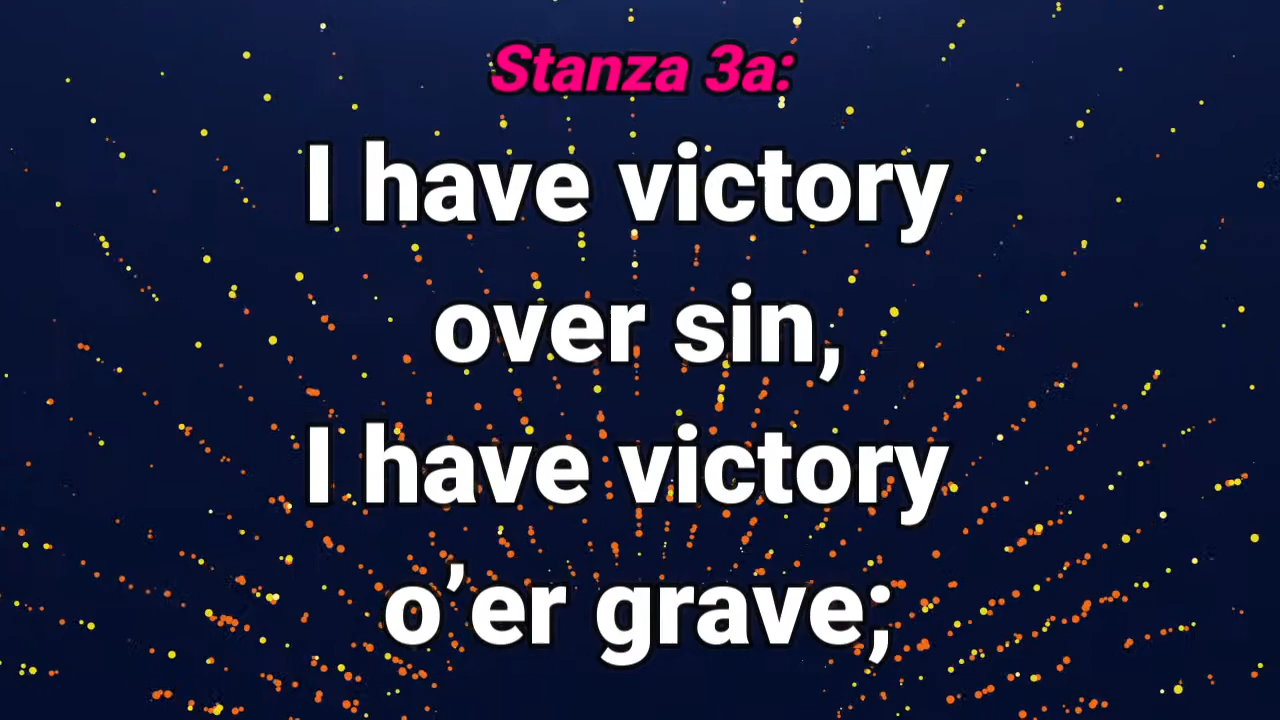 Stanza 3a:
I have victory
over sin,
I have victory
o’er grave;